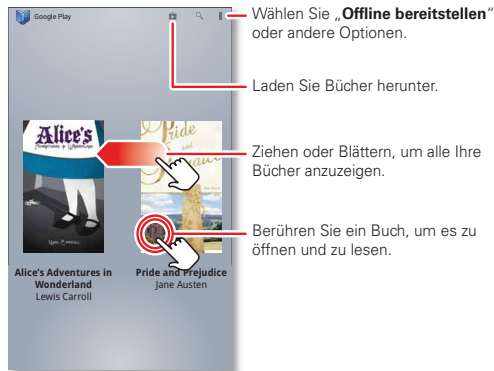 Google Play
Wählen Sie „Offline bereitstellen“
oder andere Optionen.
Laden Sie Bücher herunter.
Ziehen oder Blättern, um alle Ihre
Bücher anzuzeigen.
Berühren Sie ein Buch, um es zu
öffnen und zu lesen.
Alice's
Pride
and
Prejudice
Alice's Adventures in
Wonderland
Lewis Carroll
Pride and Prejudice
Jane Austen